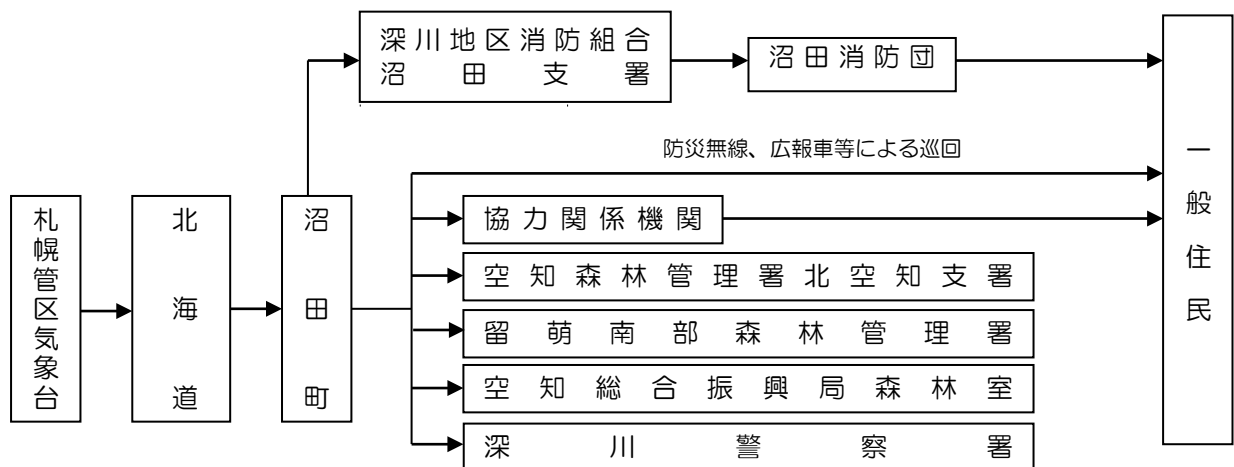 深川地区消防組合
沼田支署
沼田消防団
防災無線、広報車等による巡回
札幌管区気象台
北海道
沼田町
協力関係機関
空知森林管理署北空知支署
留萌南部森林管理署
空知総合振興局森林室
深川警察署
一般住民